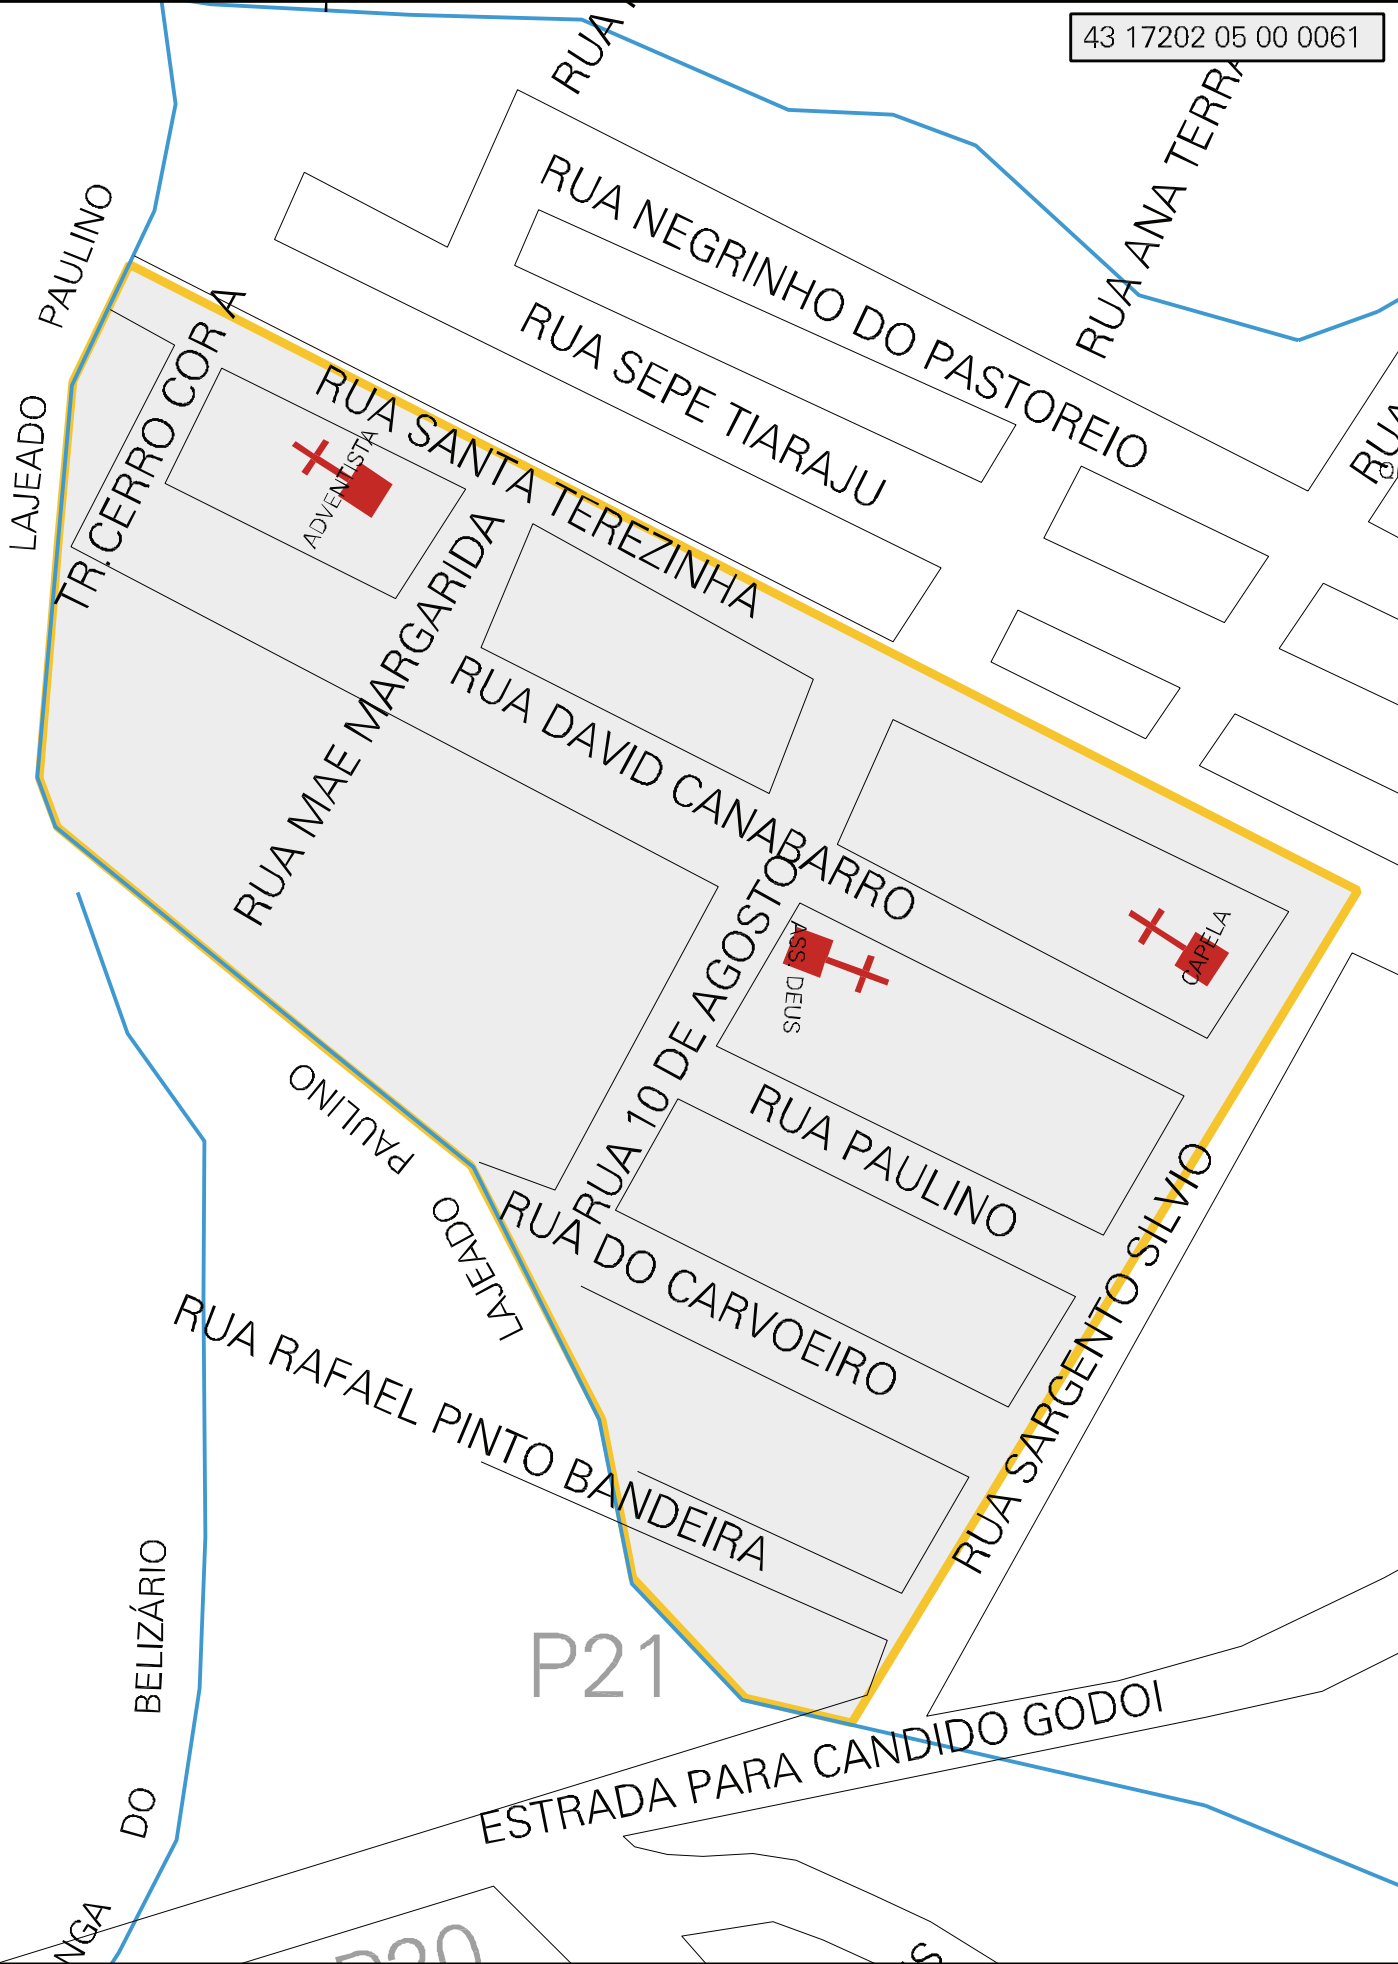 43 17202 05 00 0061
RUA
RUA ANA TERRA
PAULINO
RUA NEGRINHO DO PASTOREIO
RUA SEPE TIARAJU
LAJEADO
TR.CERRO COR A
RUA SANTA TEREZINHA
RUA
ADVENTISTA
RUA MAE MARGARIDA
RUA DAVID CANABARRO
RUA 10 DE AGOSTO
ASS. DEUS
CAPELA
RUA PAULINO
PAULINO
LAJEADO
RUA DO CARVOEIRO
RUA SARGENTO SILVIO
RUA RAFAEL PINTO BANDEIRA
BELIZÁRIO
P21
DO
ESTRADA PARA CANDIDO GODOI
NGA
P20
S